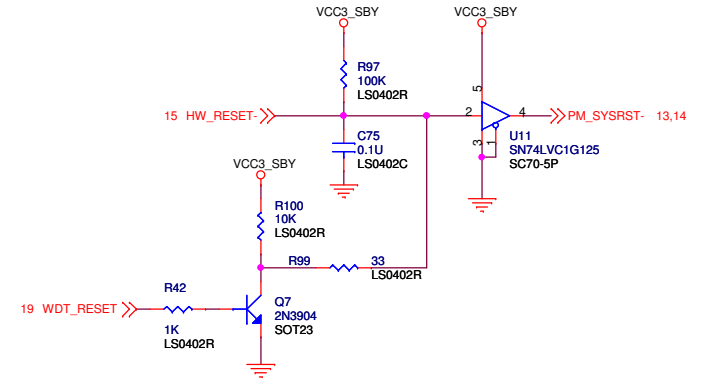 VCC3_SBY
VCC3_SBY
R97
100K
LS0402R
5
15 HW_RESET-
2
4
PM_SYSRST- 13,14
C75
0.1U
LS0402C
3
1
U11
SN74LVC1G125
SC70-5P
VCC3_SBY
R100
10K
LS0402R
R99
33
LS0402R
R42
19 WDT_RESET
1K
LS0402R
Q7
2N3904
SOT23